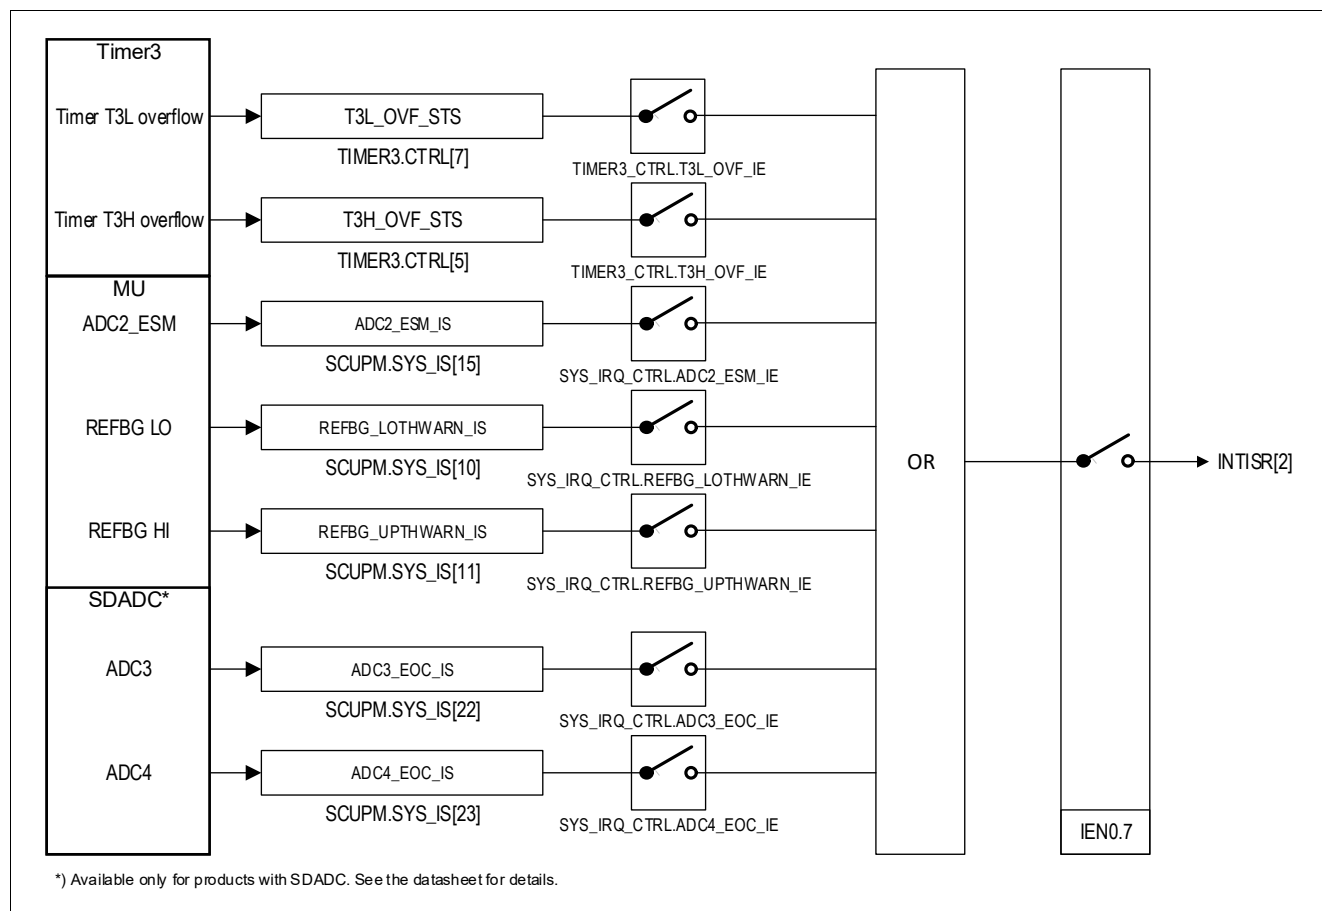 Timer3
Timer T3L overflow
T3L_OVF_STS
TIMER3.CTRL[7]
TIMER3_CTRL.T3L_OVF_IE
Timer T3H overflow
T3H_OVF_STS
TIMER3.CTRL[5]
TIMER3_CTRL.T3H_OVF_IE
MU
ADC2_ESM
ADC2_ESM_IS
SCUPM.SYS_IS[15]
SYS_IRQ_CTRL.ADC2_ESM_IE
REFBG LO
REFBG_LOTHWARN_IS
SCUPM.SYS_IS[10]
SYS_IRQ_CTRL.REFBG_LOTHWARN_IE
REFBG HI
REFBG_UPTHWARN_IS
SCUPM.SYS_IS[11]
SYS_IRQ_CTRL.REFBG_UPTHWARN_IE
SDADC*
ADC3
ADC3_EOC_IS
SCUPM.SYS_IS[22]
SYS_IRQ_CTRL.ADC3_EOC_IE
ADC4
ADC4_EOC_IS
SCUPM.SYS_IS[23]
SYS_IRQ_CTRL.ADC4_EOC_IE
OR
INTISR[2]
IEN0.7
*) Available only for products with SDADC. See the datasheet for details.